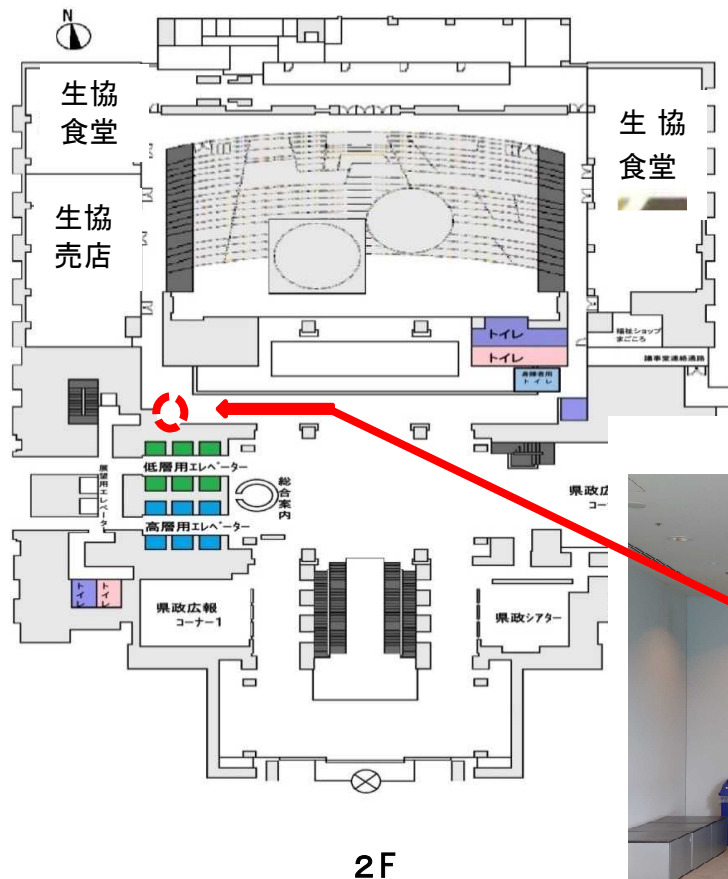 N
生協
食堂
生協
売店
生 協
食堂
トイレ
トイレ
身障者用
トイレ
福祉ショップ
まごころ
議事堂連絡通路
展望用エレベータ
低層用エレベーター
高層用エレベーター
総合案内
県政広
コー
トイレ
トイレ
県政広報
コーナー1
県政シアター
2F